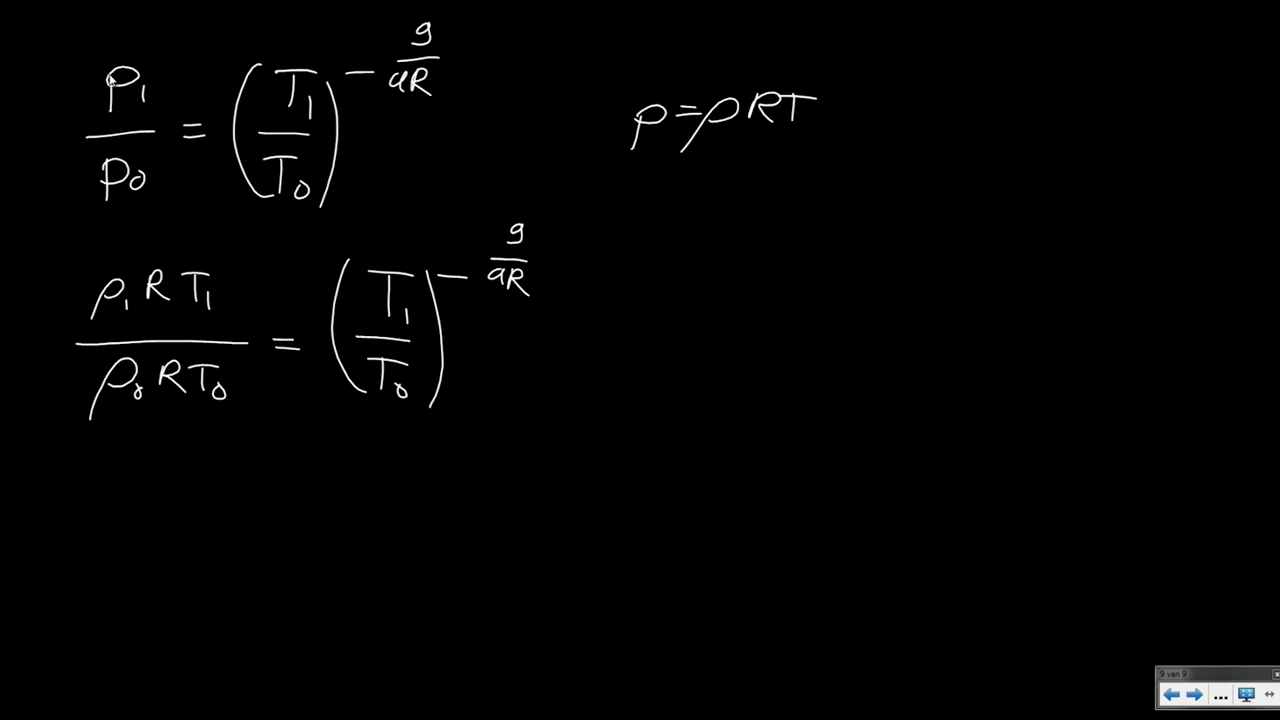 p₁/p₀ = (T₁/T₀)^(-g/aR)
p = ρRT
ρ₁RT₁/ρ₀RT₀ = (T₁/T₀)^(-g/aR)
9 van 9
...